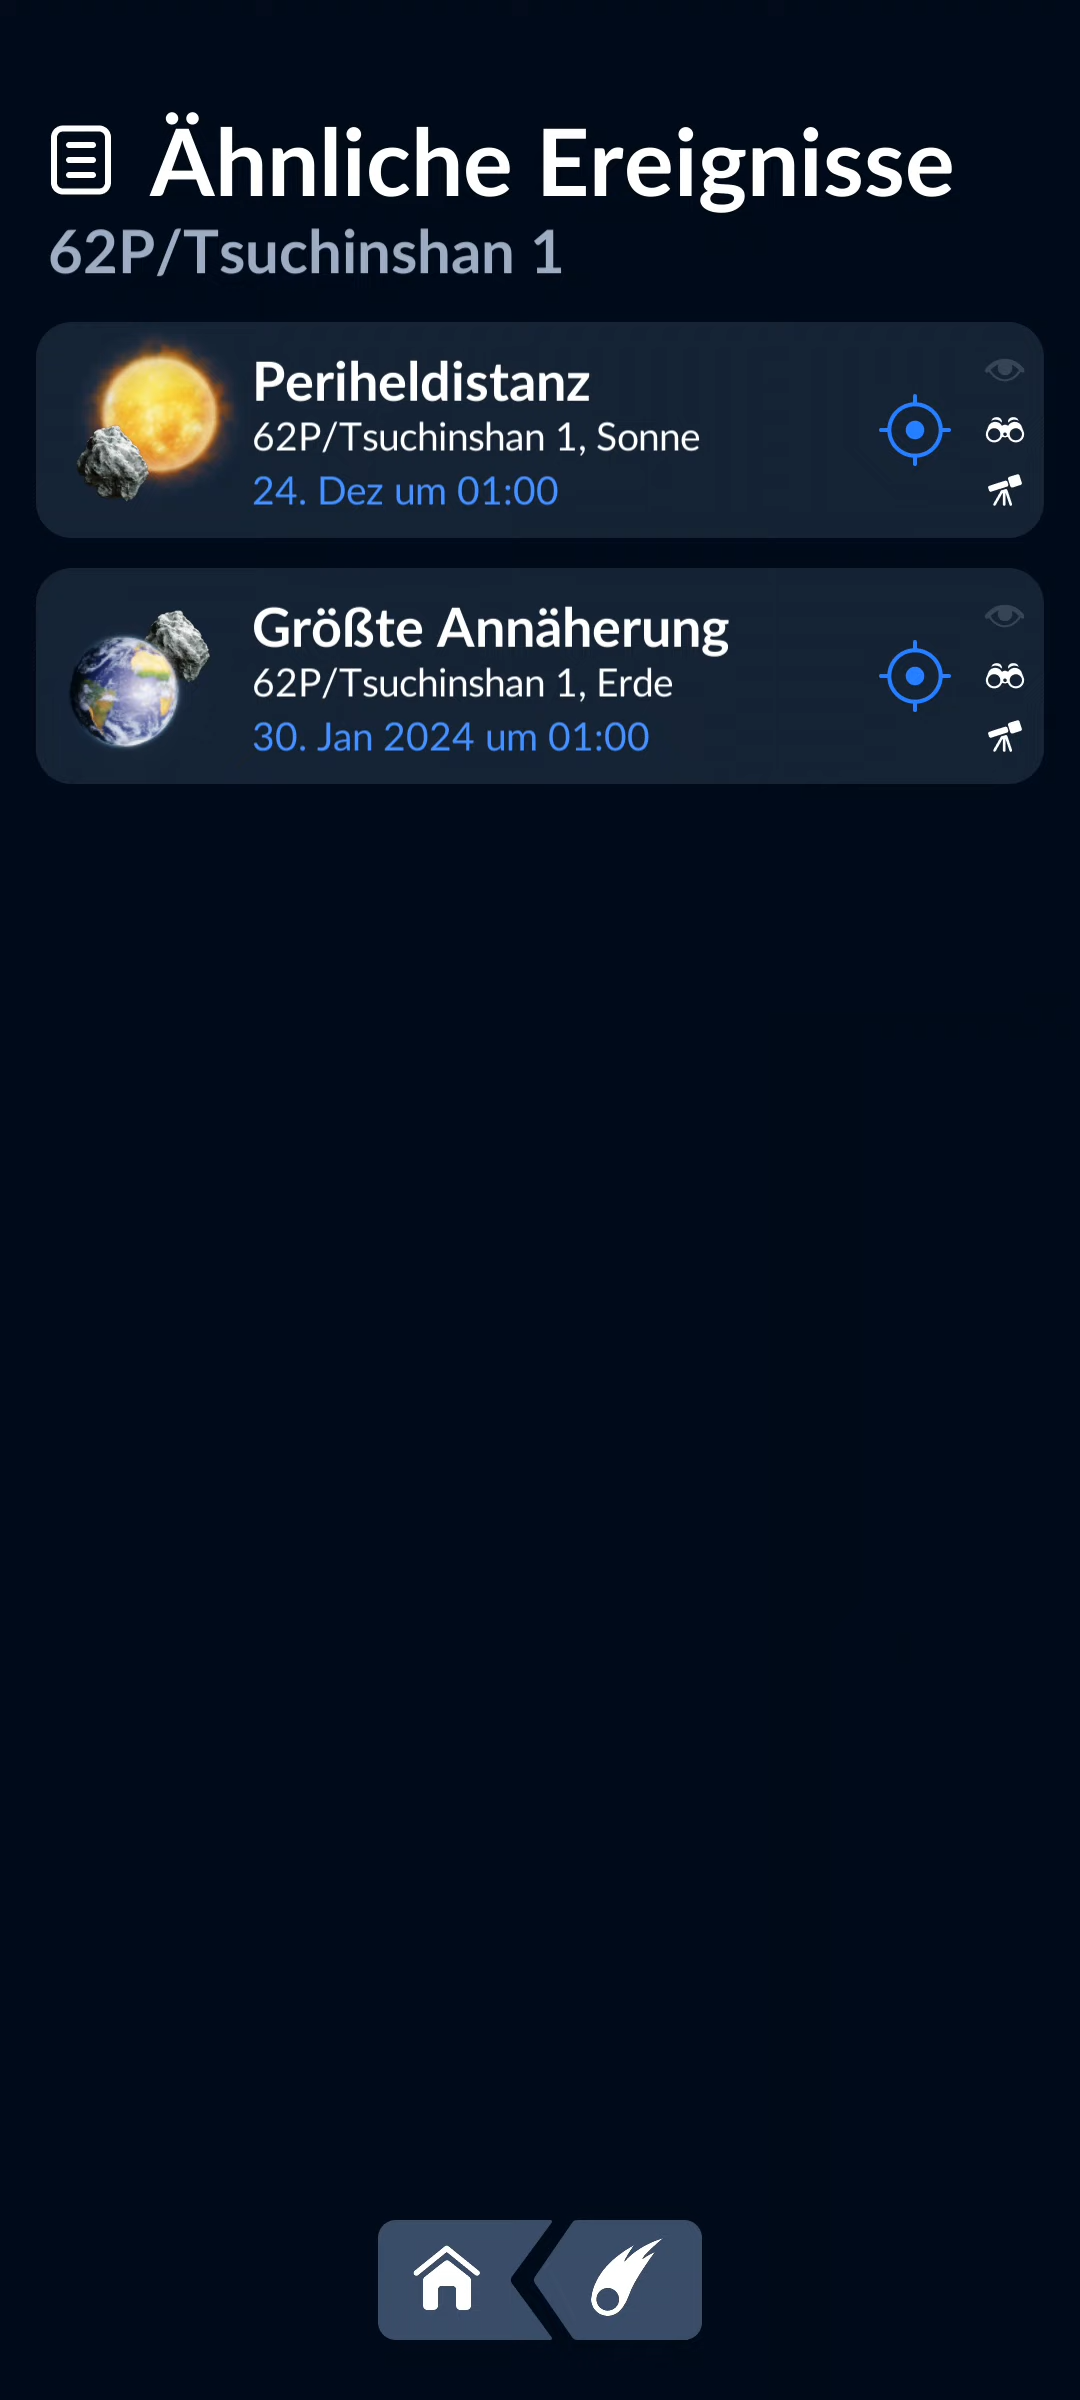 Ähnliche Ereignisse
62P/Tsuchinshan 1
Periheldistanz
62P/Tsuchinshan 1, Sonne
24. Dez um 01:00
Größte Annäherung
62P/Tsuchinshan 1, Erde
30. Jan 2024 um 01:00